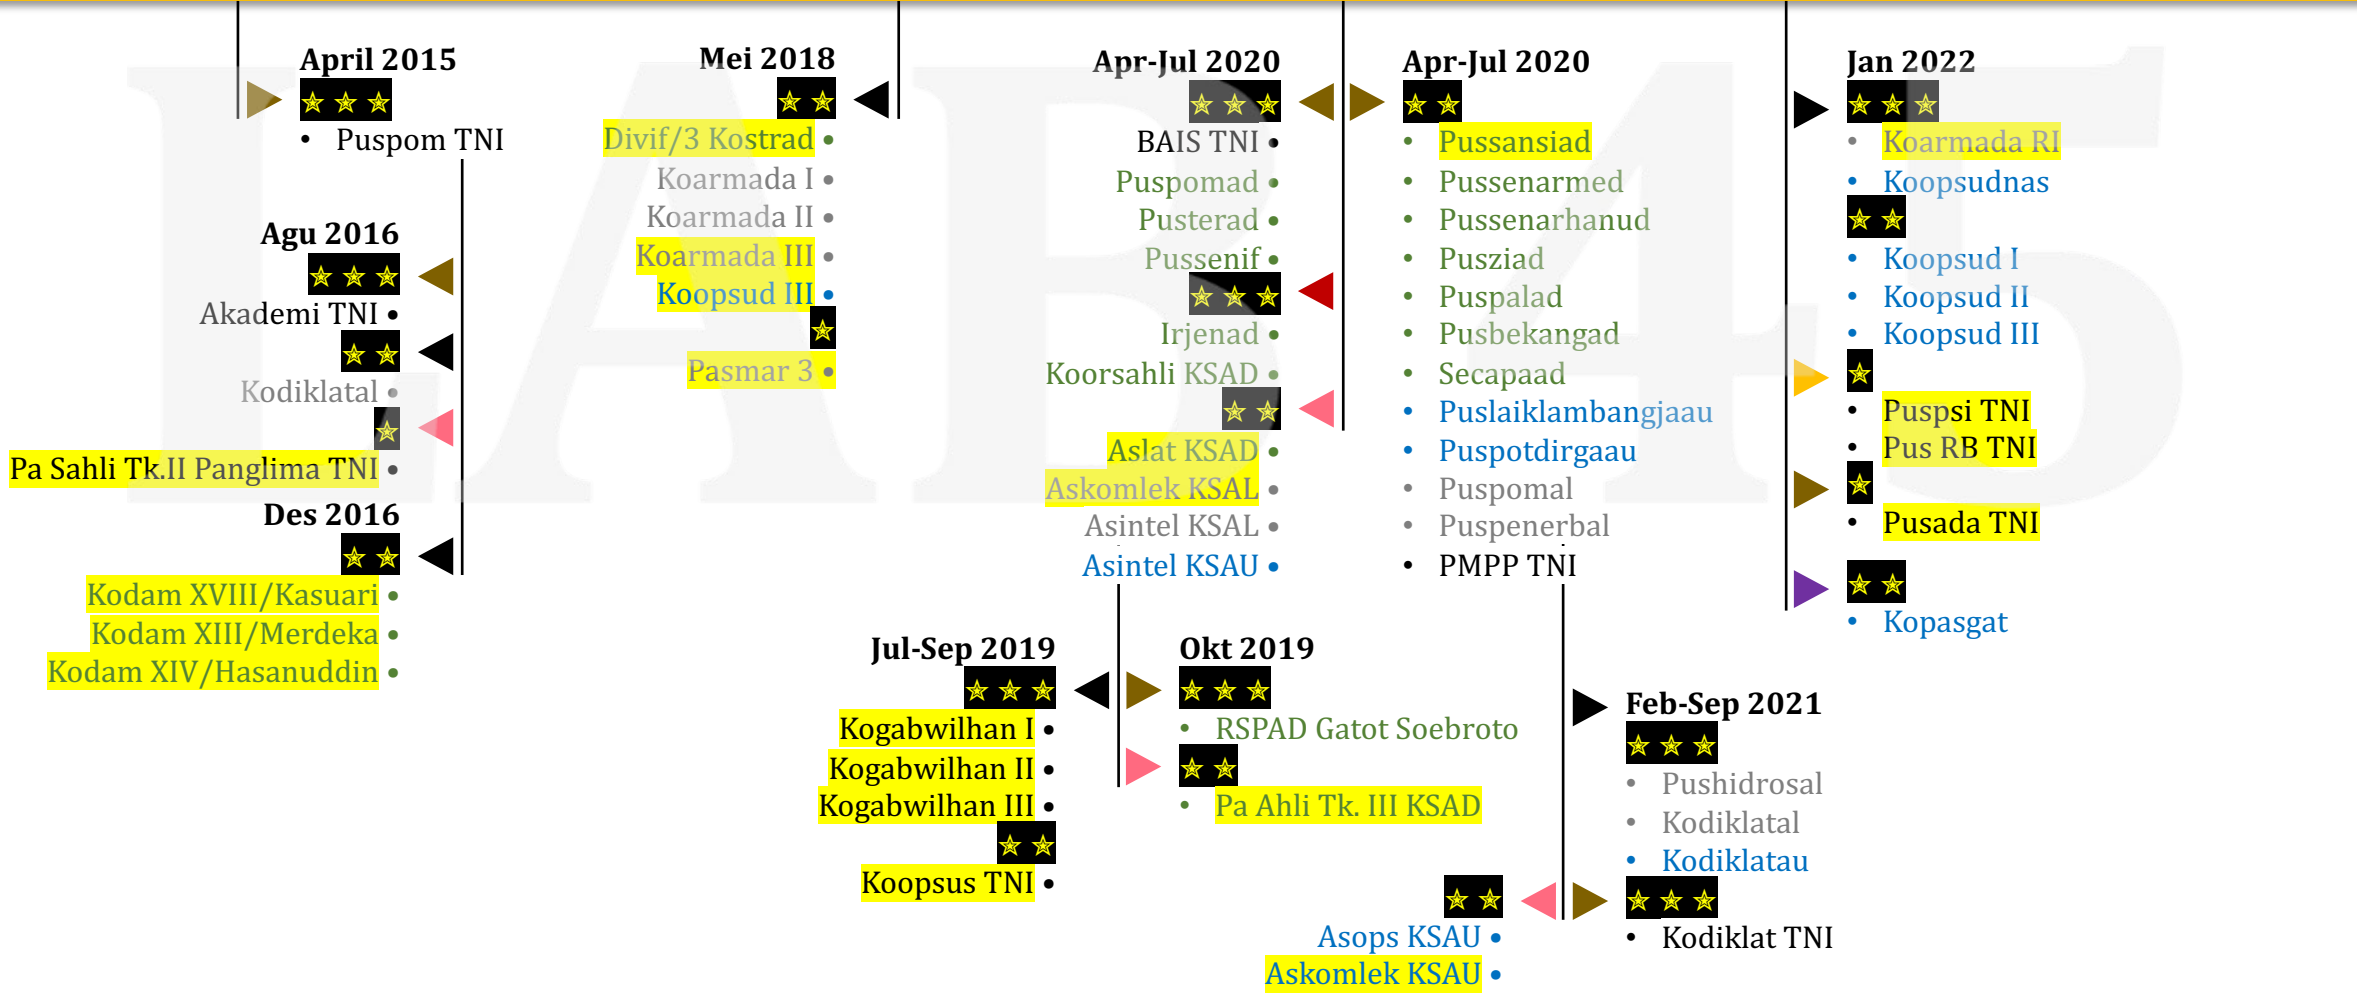 April 2015
• Puspom TNI
Agu 2016
Akademi TNI •
Kodiklatal •
Pa Sahli Tk.II Panglima TNI •
Des 2016
Kodam XVIII/Kasuari •
Kodam XIII/Merdeka •
Kodam XIV/Hasanuddin •
Mei 2018
Divif/3 Kostrad •
Koarmada I •
Koarmada II •
Koarmada III •
Koopsud III •
Pasmar 3 •
Jul-Sep 2019
Kogabwilhan I •
Kogabwilhan II •
Kogabwilhan III •
Koopsus TNI •
Okt 2019
• RSPAD Gatot Soebroto
• Pa Ahli Tk. III KSAD
Apr-Jul 2020
BAIS TNI •
Puspomad •
Pusterad •
Pussenif •
Irjenad •
Koorsahli KSAD •
Aslat KSAD •
Askomlek KSAL •
Asintel KSAL •
Asintel KSAU •
Apr-Jul 2020
• Pussansiad
• Pussenarmed
• Pussenarhanud
• Pusziad
• Puspalad
• Pusbekangad
• Secapaad
• Puslaiklambangjaau
• Puspotdirgaau
• Puspomal
• Puspenerbal
• PMPP TNI
Feb-Sep 2021
• Pushidrosal
• Kodiklatal
• Kodiklatau
• Kodiklat TNI
Asops KSAU •
Askomlek KSAU •
Jan 2022
• Koarmada RI
• Koopsudnas
• Koopsud I
• Koopsud II
• Koopsud III
• Puspsi TNI
• Pus RB TNI
• Pusada TNI
• Kopasgat
LAB 45